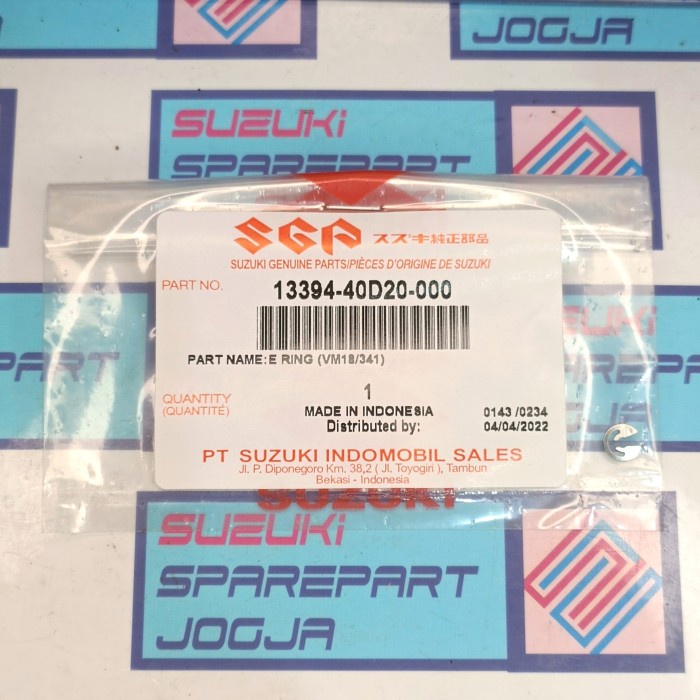 JOGJA
SUZUKi
SPAREPART
SGP スズキ純正部品
SUZUKI GENUINE PARTS/PIÈCES D'ORIGINE DE SUZUKI
PART NO. 13394-40D20-000
PART NAME:E RING (VM18/341)
QUANTITY 1
(QUANTITÉ) MADE IN INDONESIA 0143 /0234
Distributed by: 04/04/2022
PT SUZUKI INDOMOBIL SALES
Jl. P. Diponegoro Km. 38,2 ( Jl. Toyogiri ), Tambun
Bekasi - Indonesia
SUZUKI
SUZUKi
SPAREPART
JOGJA